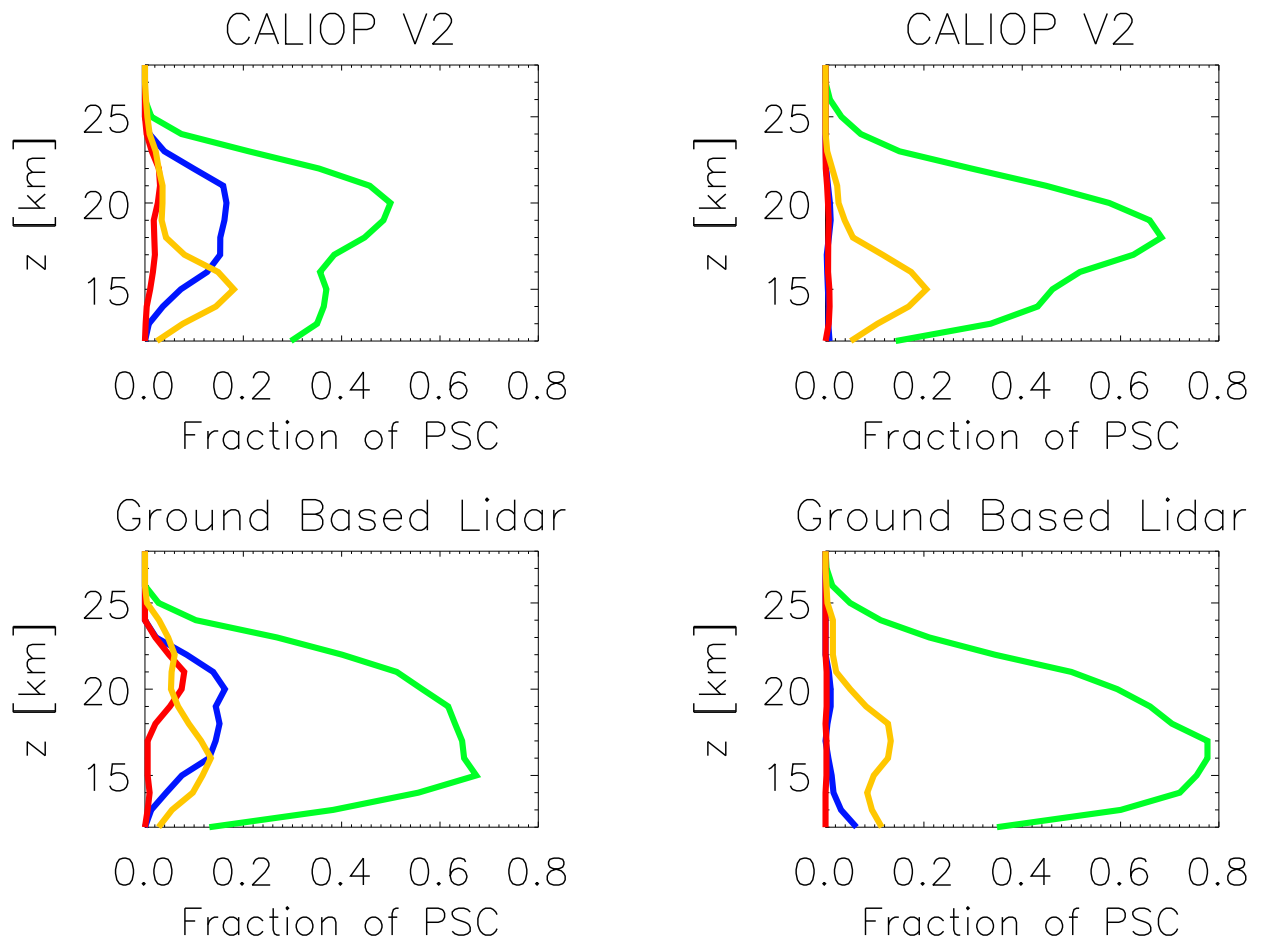 CALIOP V2
25
20
15
z [km]
0.0 0.2 0.4 0.6 0.8
Fraction of PSC
CALIOP V2
25
20
15
z [km]
0.0 0.2 0.4 0.6 0.8
Fraction of PSC
Ground Based Lidar
25
20
15
z [km]
0.0 0.2 0.4 0.6 0.8
Fraction of PSC
Ground Based Lidar
25
20
15
z [km]
0.0 0.2 0.4 0.6 0.8
Fraction of PSC